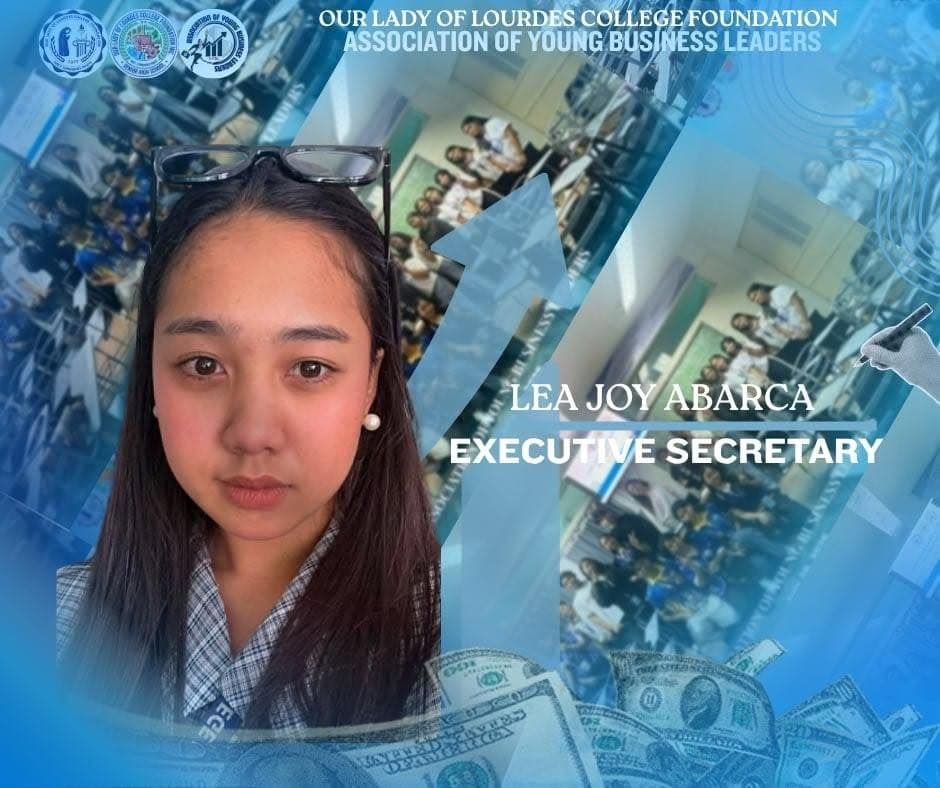 OUR LADY OF LOURDES COLLEGE FOUNDATION
ASSOCIATION OF YOUNG BUSINESS LEADERS
LEA JOY ABARCA
EXECUTIVE SECRETARY